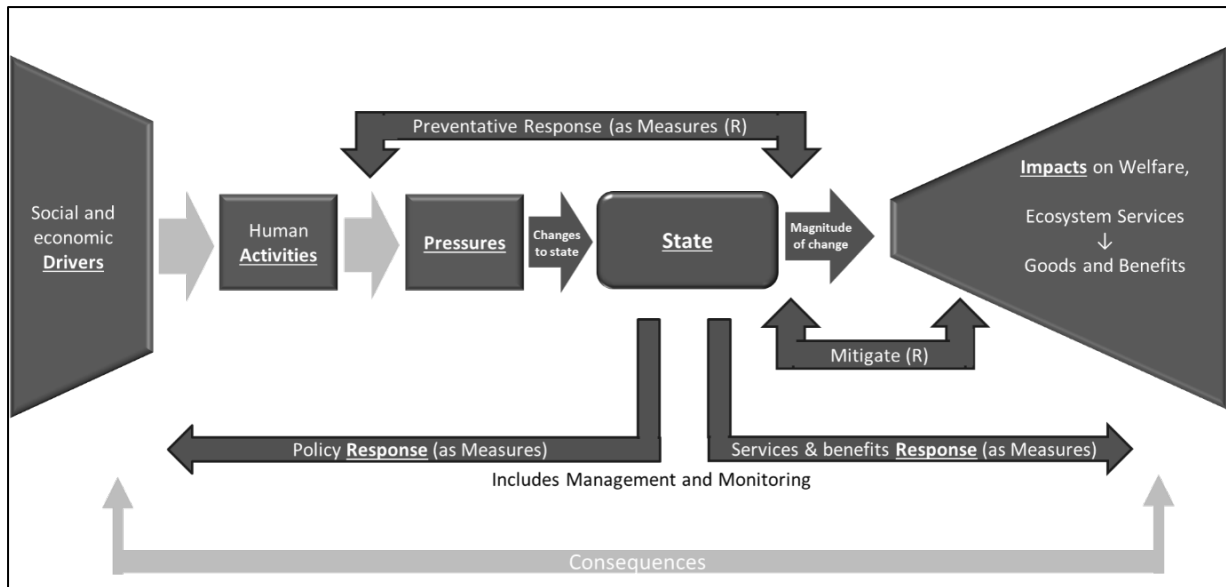 Preventative Response (as Measures (R)
Social and
economic
Drivers
Human
Activities
Pressures
Changes
to state
State
Magnitude
of change
Impacts on Welfare,
Ecosystem Services
↓
Goods and Benefits
Mitigate (R)
Policy Response (as Measures)
Services & benefits Response (as Measures)
Includes Management and Monitoring
Consequences